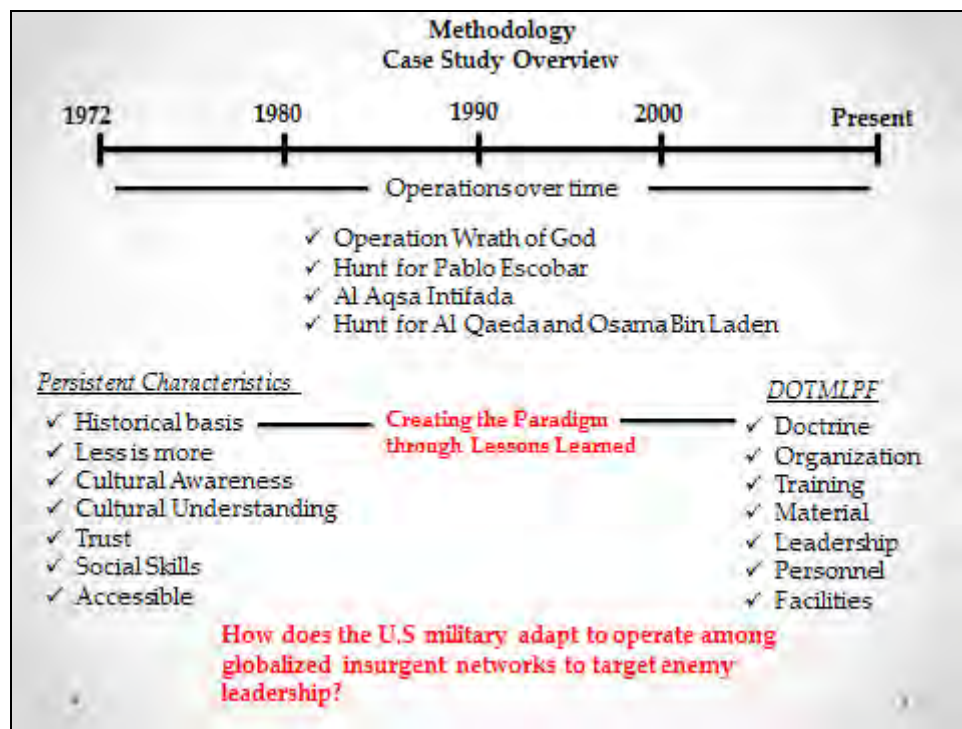 Methodology
Case Study Overview
1972 1980 1990 2000 Present
Operations over time
✓ Operation Wrath of God
✓ Hunt for Pablo Escobar
✓ Al Aqsa Intifada
✓ Hunt for Al Qaeda and Osama Bin Laden
Persistent Characteristics
✓ Historical basis
✓ Less is more
✓ Cultural Awareness
✓ Cultural Understanding
✓ Trust
✓ Social Skills
✓ Accessible
Creating the Paradigm
through Lessons Learned
DOTMLPF
✓ Doctrine
✓ Organization
✓ Training
✓ Material
✓ Leadership
✓ Personnel
✓ Facilities
How does the U.S military adapt to operate among
globalized insurgent networks to target enemy
leadership?